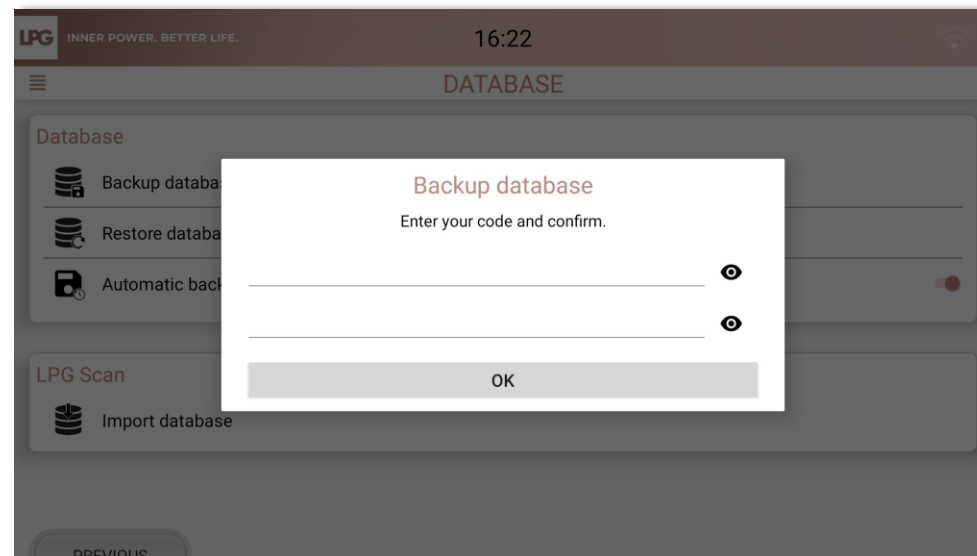 LPG INNER POWER. BETTER LIFE. 16:22
DATABASE
Database
Backup databa
Restore databa
Automatic back
Backup database
Enter your code and confirm.
OK
LPG Scan
Import database
PREVIOUS